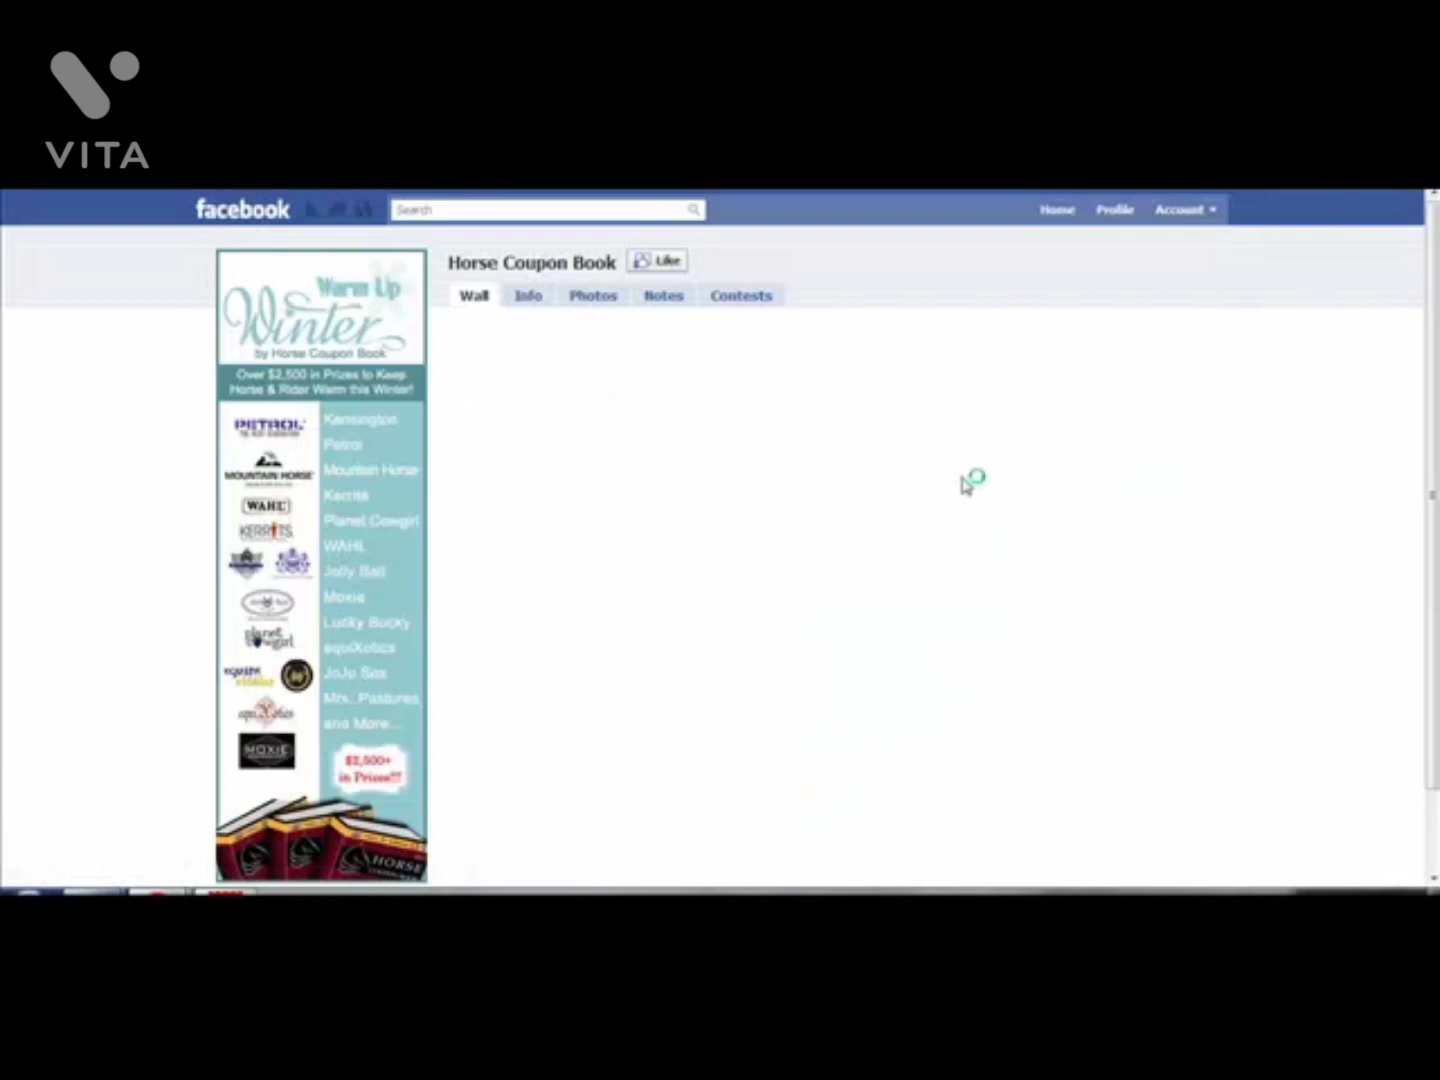 VITA
facebook
Search
Home Profile Account
Horse Coupon Book Like
Wall Info Photos Notes Contests
Warm Up
Winter
by Horse Coupon Book
Over $2,500 in Prizes to Keep
Horse & Rider Warm this Winter!
PETROL
MOUNTAIN HORSE
WAHL
KERRITS
planet cowgirl
equiXotics
MOXIE
Kensington
Petrol
Mountain Horse
Kerrits
Planet Cowgirl
WAHL
Jolly Ball
Moxie
Lucky Bucky
equiXotics
JoJo Sox
Mrs. Pastures
and More...
$2,500+
in Prizes!!!
HORSE